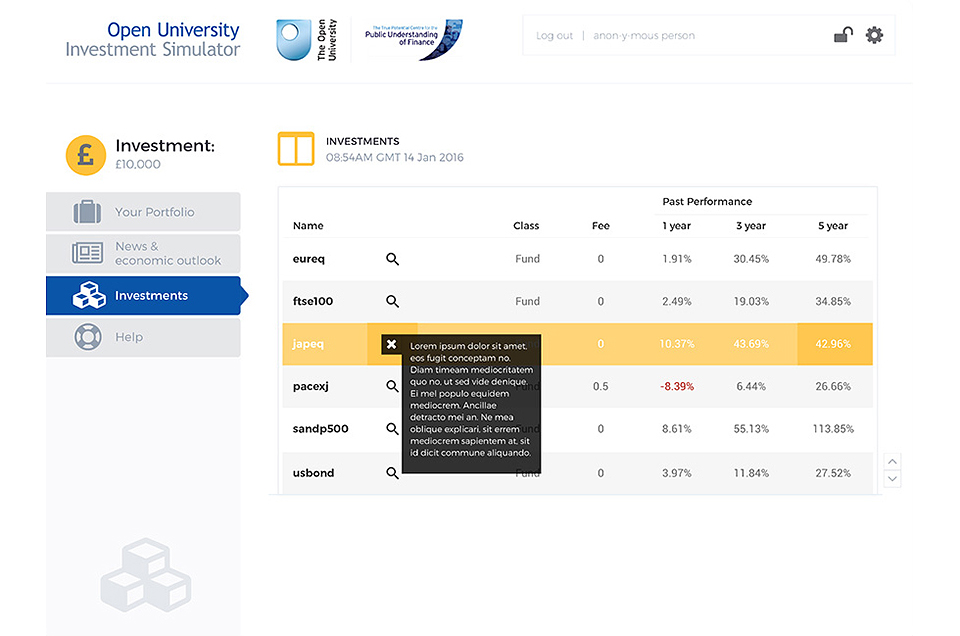 Open University
Investment Simulator
The Open
University
The True Potential Centre for the
Public Understanding
of Finance
Log out | anon-y-mous person
£
Investment:
£10,000
Your Portfolio
News &
economic outlook
Investments
Help
INVESTMENTS
08:54AM GMT 14 Jan 2016
Past Performance
Name Class Fee 1 year 3 year 5 year
eureq Fund 0 1.91% 30.45% 49.78%
ftse100 Fund 0 2.49% 19.03% 34.85%
japeq 0 10.37% 43.69% 42.96%
Lorem ipsum dolor sit amet,
eos fugit conceptam no.
Diam timeam mediocritatem
quo no, ut sed vide denique.
Ei mel populo equidem
mediocrem. Ancillae
detracto mei an. Ne mea
oblique explicari, sit errem
mediocrem sapientem at, sit
id dicit commune aliquando.
pacexj Fund 0.5 -8.39% 6.44% 26.66%
sandp500 Fund 0 8.61% 55.13% 113.85%
usbond Fund 0 3.97% 11.84% 27.52%